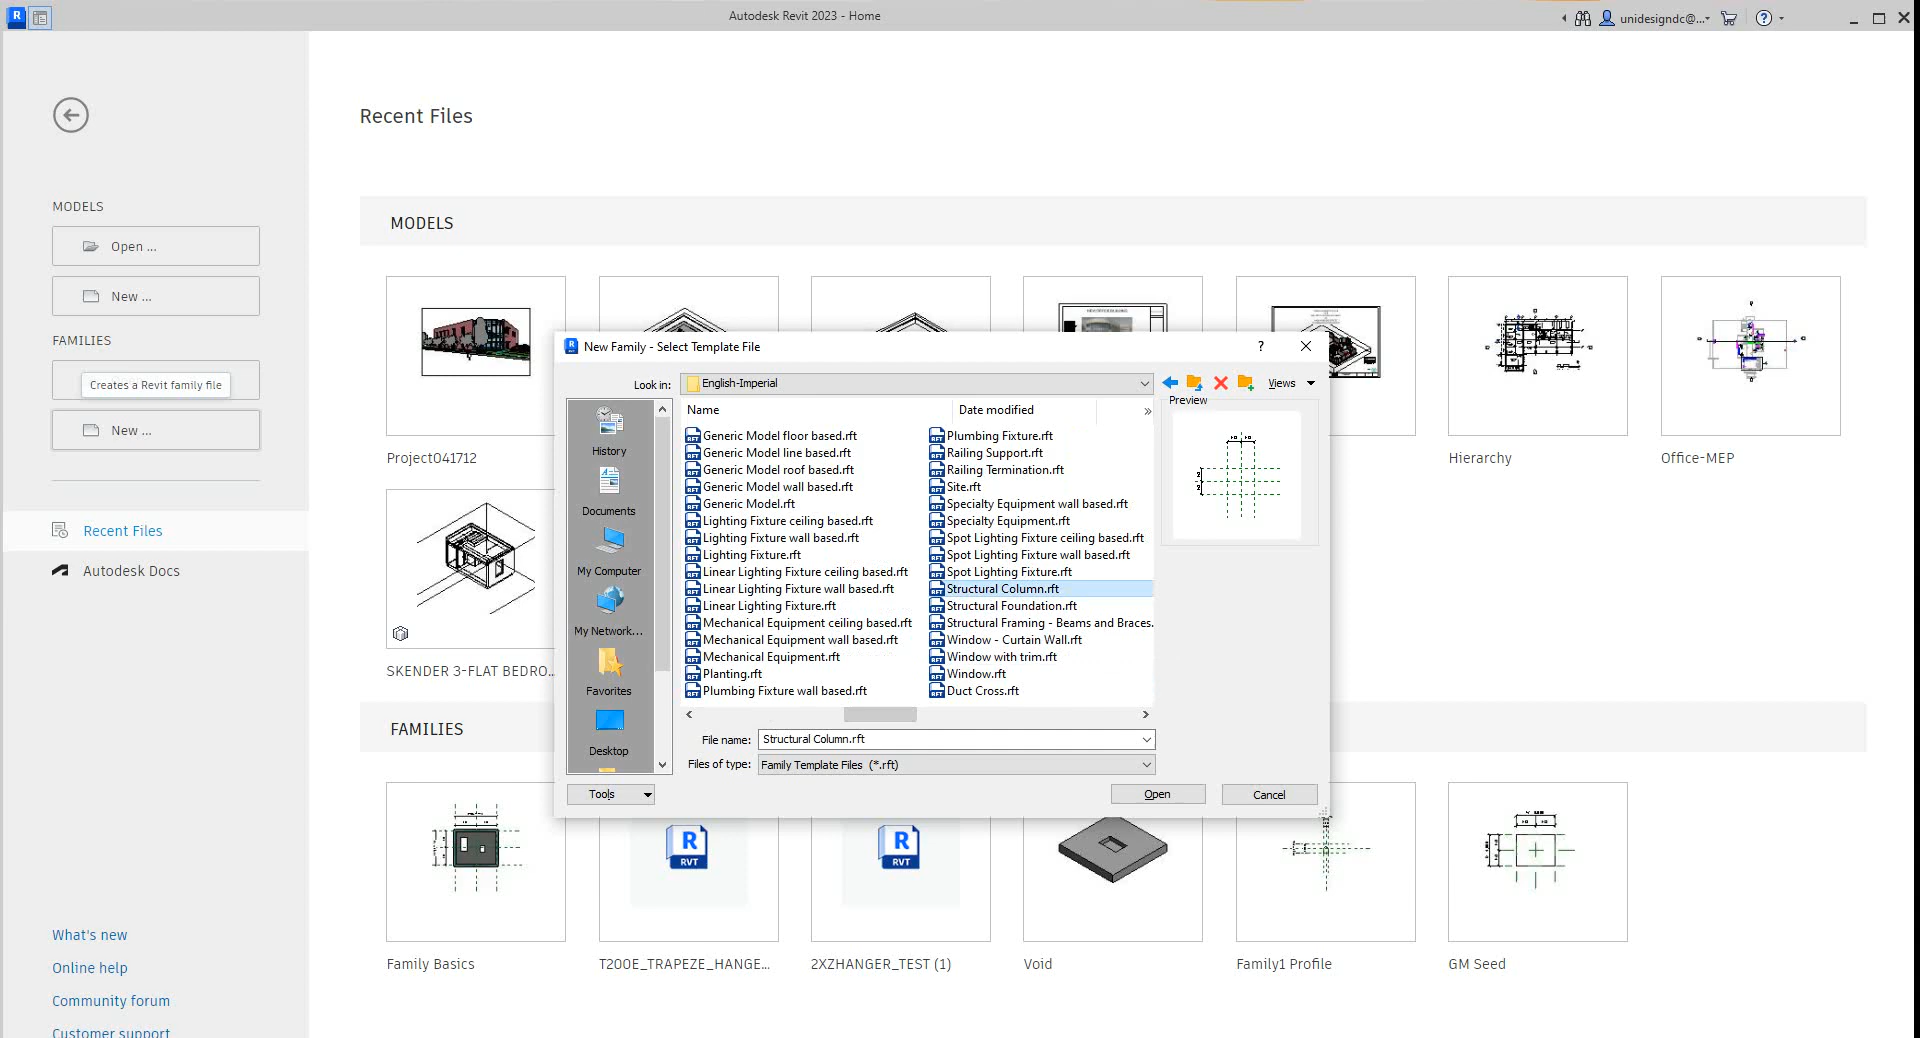 Autodesk Revit 2023 - Home
unidesigndc@...
Recent Files
MODELS
Open ...
New ...
FAMILIES
Creates a Revit family file
New ...
Recent Files
Autodesk Docs
What's new
Online help
Community forum
Customer support
MODELS
Project041712
Hierarchy
Office-MEP
SKENDER 3-FLAT BEDRO...
FAMILIES
Family Basics
T200E_TRAPEZE_HANGE...
2XZHANGER_TEST (1)
Void
Family1 Profile
GM Seed
RVT
RVT
New Family - Select Template File
Look in:
English-Imperial
Views
Preview
History
Documents
My Computer
My Network...
Favorites
Desktop
Name
Date modified
Generic Model floor based.rft
Generic Model line based.rft
Generic Model roof based.rft
Generic Model wall based.rft
Generic Model.rft
Lighting Fixture ceiling based.rft
Lighting Fixture wall based.rft
Lighting Fixture.rft
Linear Lighting Fixture ceiling based.rft
Linear Lighting Fixture wall based.rft
Linear Lighting Fixture.rft
Mechanical Equipment ceiling based.rft
Mechanical Equipment wall based.rft
Mechanical Equipment.rft
Planting.rft
Plumbing Fixture wall based.rft
Plumbing Fixture.rft
Railing Support.rft
Railing Termination.rft
Site.rft
Specialty Equipment wall based.rft
Specialty Equipment.rft
Spot Lighting Fixture ceiling based.rft
Spot Lighting Fixture wall based.rft
Spot Lighting Fixture.rft
Structural Column.rft
Structural Foundation.rft
Structural Framing - Beams and Braces.
Window - Curtain Wall.rft
Window with trim.rft
Window.rft
Duct Cross.rft
File name:
Structural Column.rft
Files of type:
Family Template Files (*.rft)
Tools
Open
Cancel